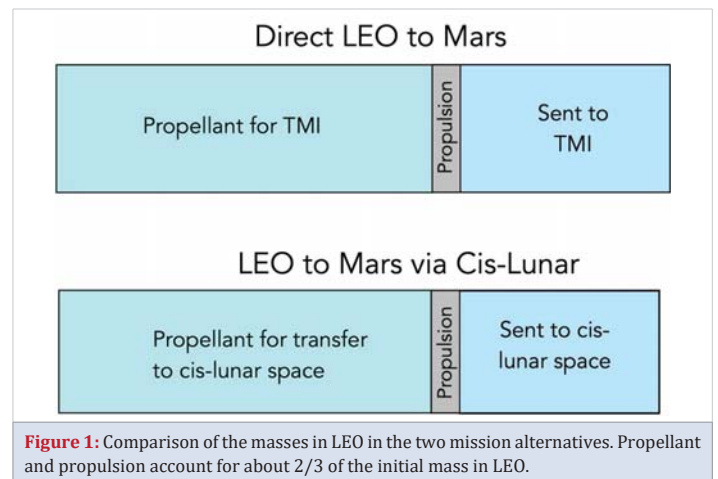 Direct LEO to Mars
Propellant for TMI
Propulsion
Sent to
TMI
LEO to Mars via Cis-Lunar
Propellant for transfer
to cis-lunar space
Propulsion
Sent to cis-
lunar space
Figure 1: Comparison of the masses in LEO in the two mission alternatives. Propellant
and propulsion account for about 2/3 of the initial mass in LEO.